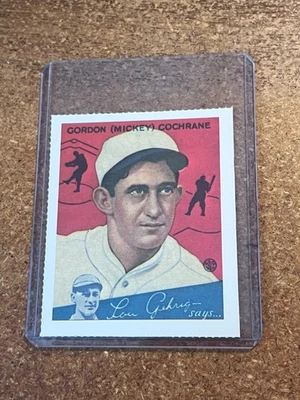 GORDON (MICKEY) COCHRANE
Lou Gehrig
says...